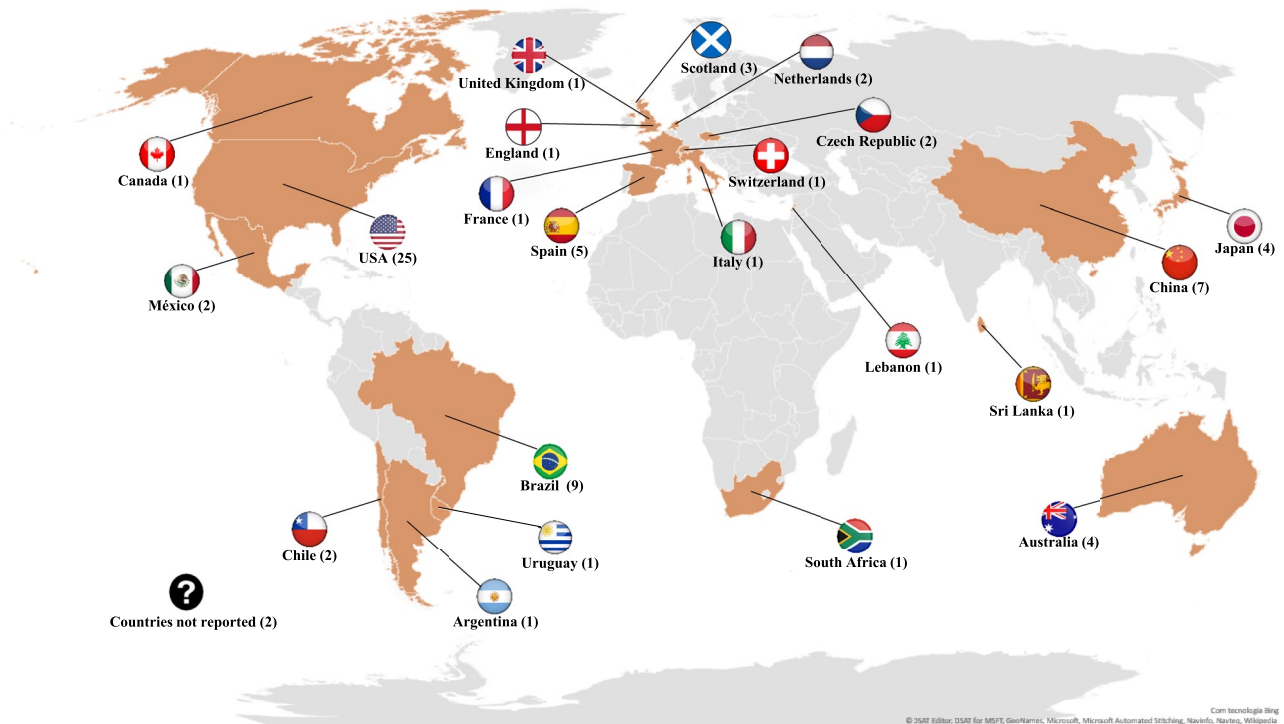 Scotland (3)
United Kingdom (1)
Netherlands (2)
Czech Republic (2)
England (1)
Canada (1)
Switzerland (1)
France (1)
Spain (5)
Japan (4)
USA (25)
Italy (1)
China (7)
México (2)
Lebanon (1)
Sri Lanka (1)
Brazil (9)
Australia (4)
Chile (2)
Uruguay (1)
South Africa (1)
?
Countries not reported (2)
Argentina (1)
Com tecnologia Bing
© DSAT Editor, DSAT for MSFT, GeoNames, Microsoft, Microsoft Automated Stitching, Navinfo, Navteq, Wikipedia